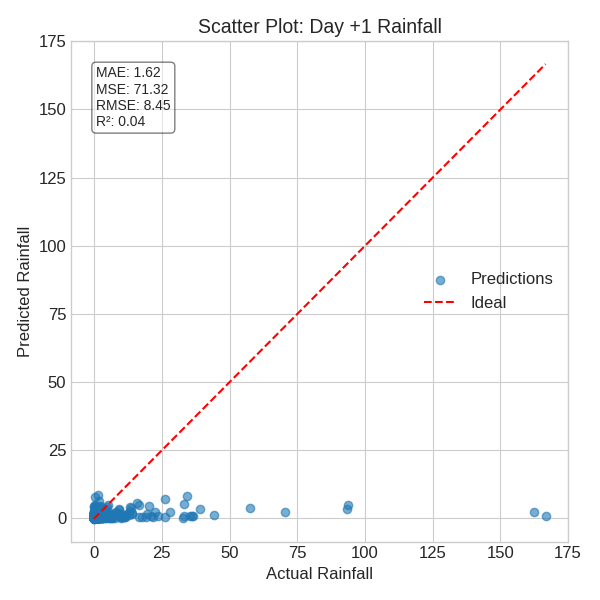 Scatter Plot: Day +1 Rainfall
175
150
125
100
75
50
25
0
MAE: 1.62
MSE: 71.32
RMSE: 8.45
R²: 0.04
Predictions
Ideal
Predicted Rainfall
0 25 50 75 100 125 150 175
Actual Rainfall